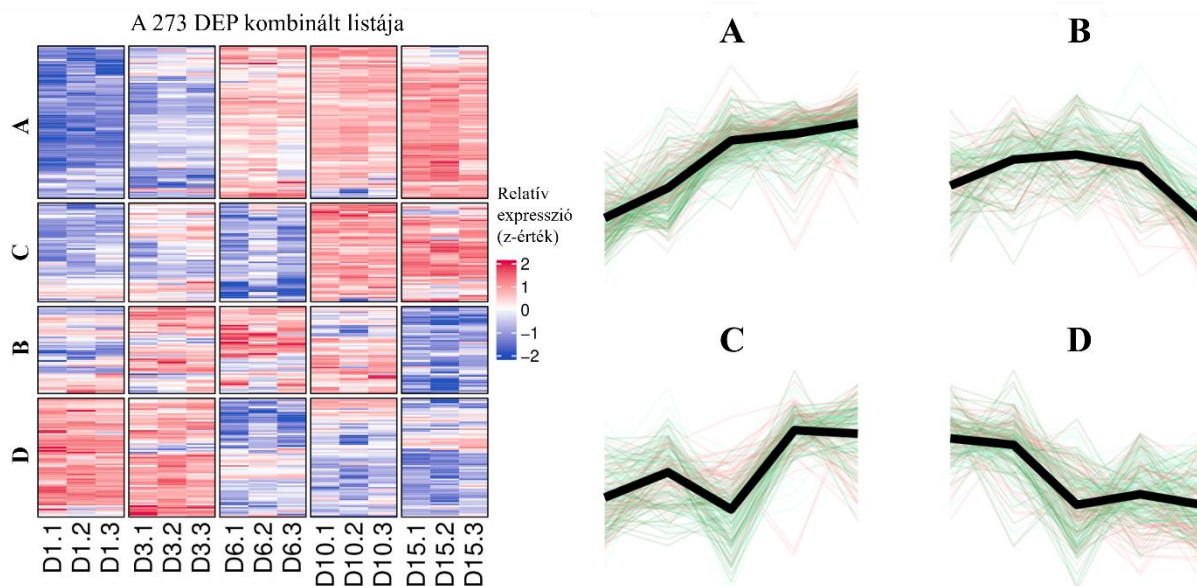 A 273 DEP kombinált listája
A
C
B
D
D1.1
D1.2
D1.3
D3.1
D3.2
D3.3
D6.1
D6.2
D6.3
D10.1
D10.2
D10.3
D15.1
D15.2
D15.3
Relatív
expresszió
(z-érték)
2
1
0
−1
−2
A
B
C
D